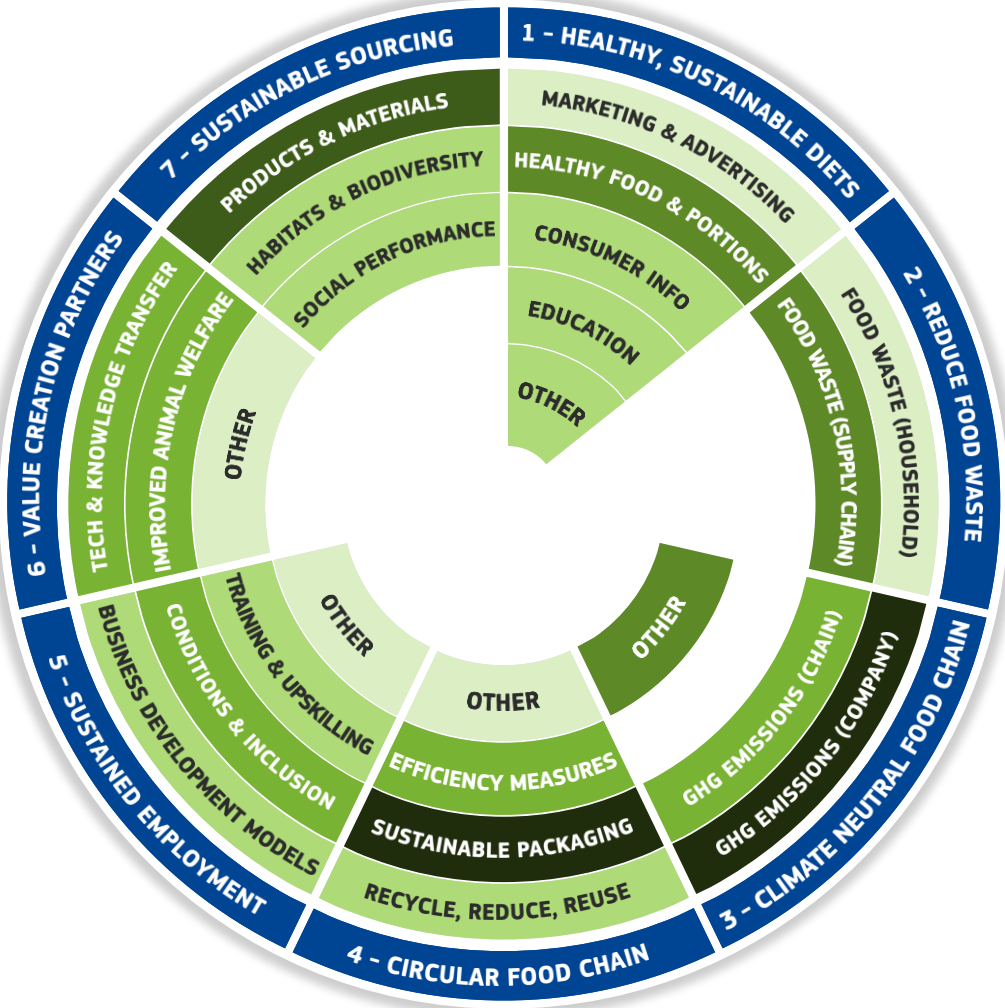 1 - HEALTHY, SUSTAINABLE DIETS
MARKETING & ADVERTISING
HEALTHY FOOD & PORTIONS
CONSUMER INFO
EDUCATION
OTHER
2 - REDUCE FOOD WASTE
FOOD WASTE (HOUSEHOLD)
FOOD WASTE (SUPPLY CHAIN)
3 - CLIMATE NEUTRAL FOOD CHAIN
GHG EMISSIONS (COMPANY)
GHG EMISSIONS (CHAIN)
OTHER
4 - CIRCULAR FOOD CHAIN
RECYCLE, REDUCE, REUSE
SUSTAINABLE PACKAGING
EFFICIENCY MEASURES
OTHER
5 - SUSTAINED EMPLOYMENT
BUSINESS DEVELOPMENT MODELS
CONDITIONS & INCLUSION
TRAINING & UPSKILLING
OTHER
6 - VALUE CREATION PARTNERS
TECH & KNOWLEDGE TRANSFER
IMPROVED ANIMAL WELFARE
OTHER
7 - SUSTAINABLE SOURCING
PRODUCTS & MATERIALS
HABITATS & BIODIVERSITY
SOCIAL PERFORMANCE